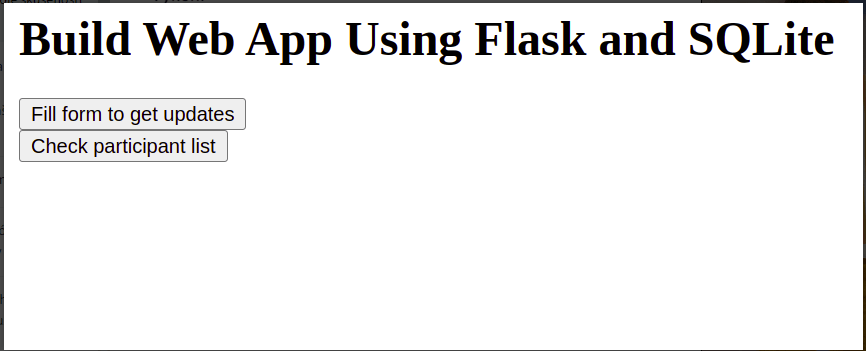 Build Web App Using Flask and SQLite
Fill form to get updates
Check participant list